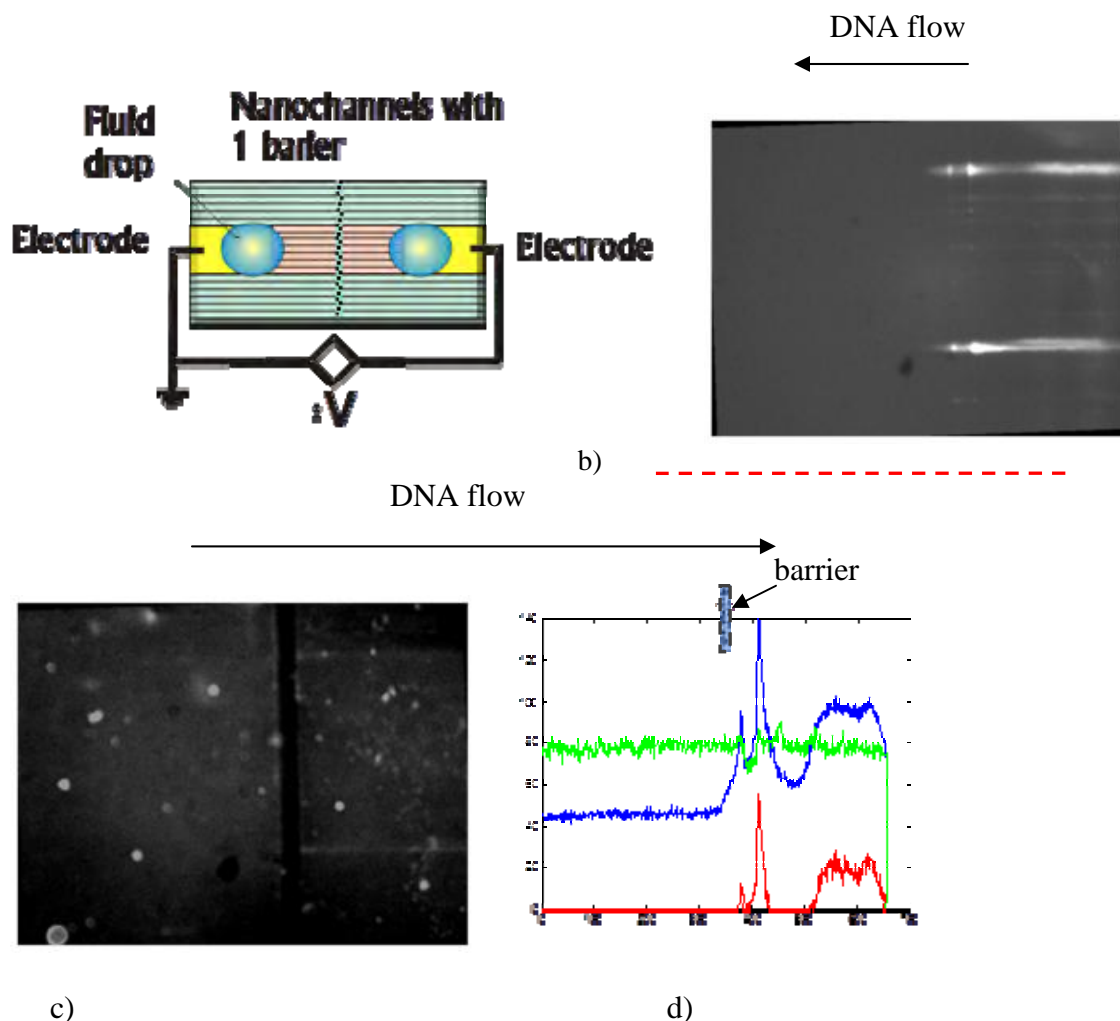 DNA flow
Fluid
drop
Nanochannels with
1 barier
Electrode
Electrode
V
b)
DNA flow
barrier
c)
d)